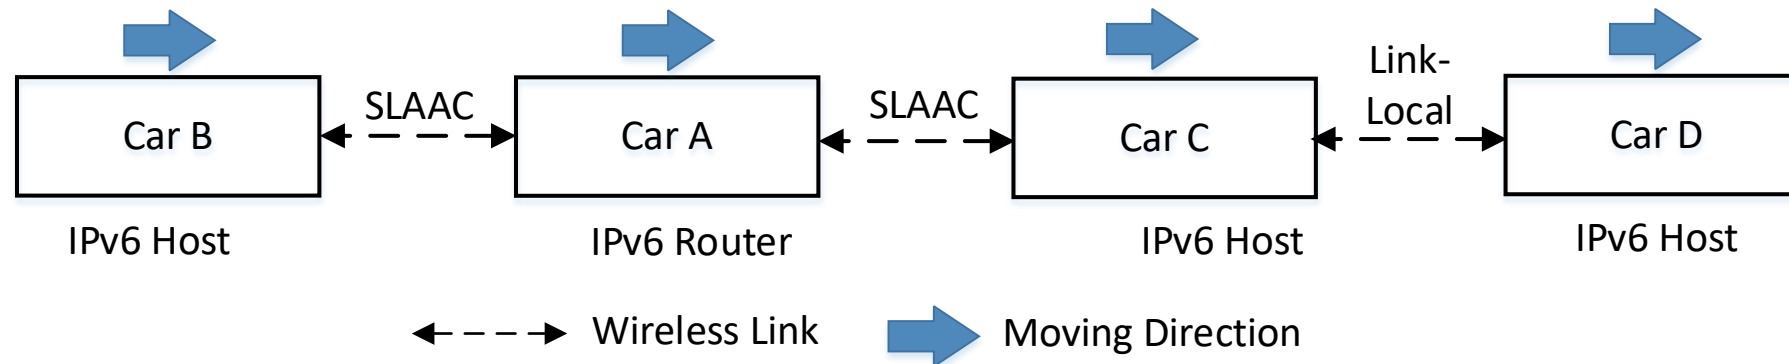 SLAAC
SLAAC
Link-
Local
Car B
Car A
Car C
Car D
IPv6 Host
IPv6 Router
IPv6 Host
IPv6 Host
Wireless Link
Moving Direction